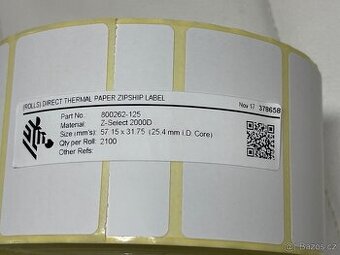 (ROLLS) DIRECT THERMAL PAPER ZIPSHIP LABEL
Nov 17 378658
Part No: 800262-125
Material: Z-Select 2000D
Size (mm's): 57.15 x 31.75 (25.4 mm I.D. Core)
Qty per Roll: 2100
Other Refs:
Bazos.cz